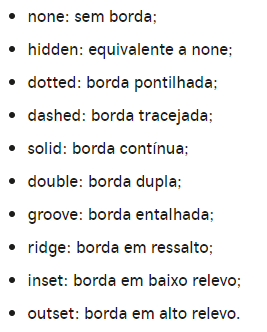 • none: sem borda;
• hidden: equivalente a none;
• dotted: borda pontilhada;
• dashed: borda tracejada;
• solid: borda contínua;
• double: borda dupla;
• groove: borda entalhada;
• ridge: borda em ressalto;
• inset: borda em baixo relevo;
• outset: borda em alto relevo.